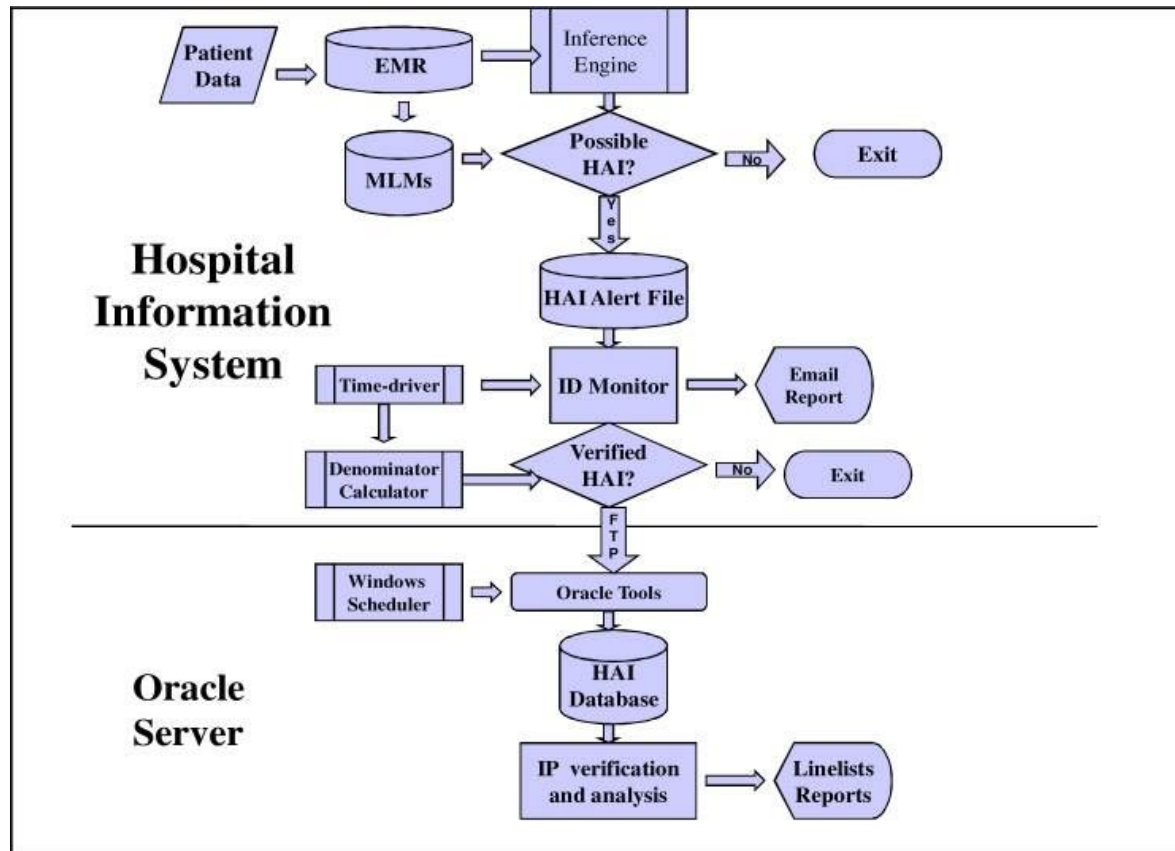 Patient
Data
EMR
Inference
Engine
MLMs
Possible
HAI?
No
Exit
Yes
HAI Alert File
Hospital
Information
System
Time-driver
ID Monitor
Email
Report
Denominator
Calculator
Verified
HAI?
No
Exit
FTP
Windows
Scheduler
Oracle Tools
HAI
Database
Oracle
Server
IP verification
and analysis
Linelists
Reports